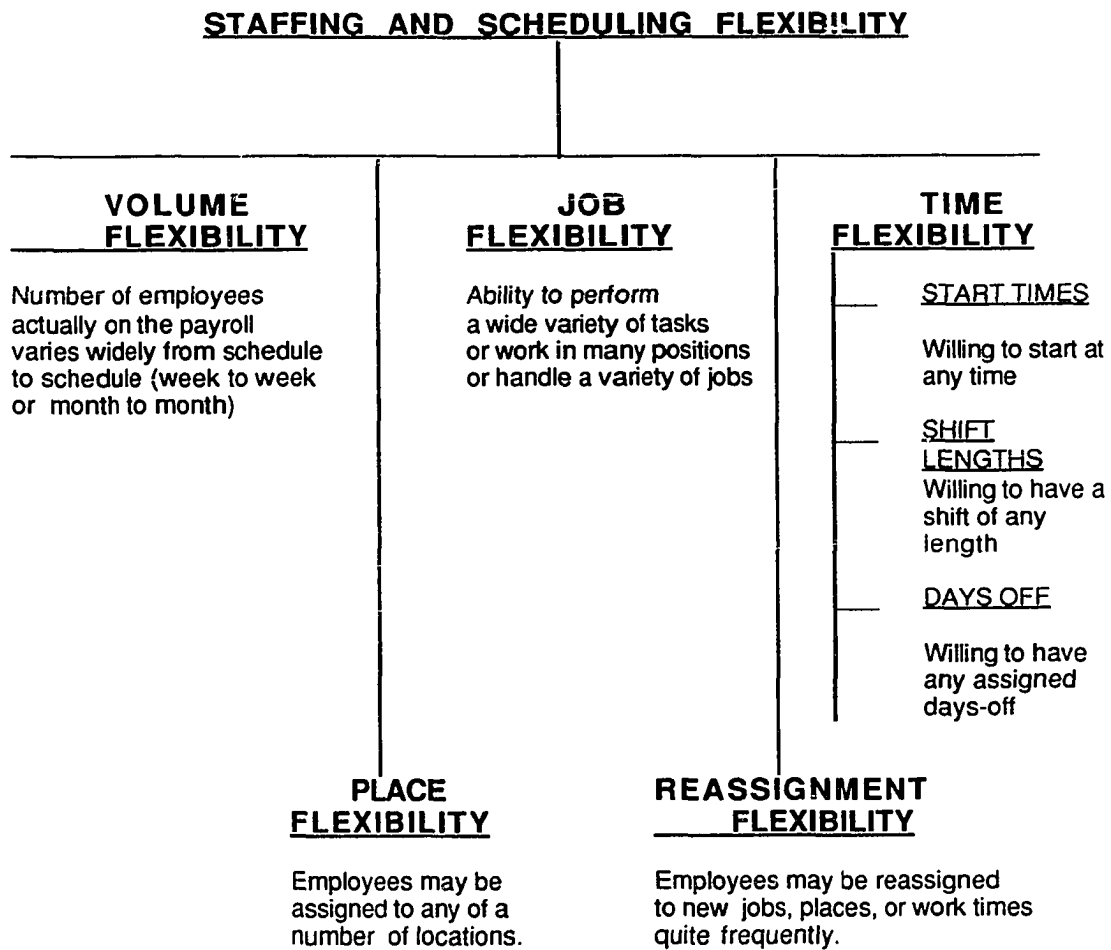 STAFFING AND SCHEDULING FLEXIBILITY
VOLUME
FLEXIBILITY
Number of employees
actually on the payroll
varies widely from schedule
to schedule (week to week
or month to month)
JOB
FLEXIBILITY
Ability to perform
a wide variety of tasks
or work in many positions
or handle a variety of jobs
TIME
FLEXIBILITY
START TIMES
Willing to start at
any time
SHIFT
LENGTHS
Willing to have a
shift of any
length
DAYS OFF
Willing to have
any assigned
days-off
PLACE
FLEXIBILITY
Employees may be
assigned to any of a
number of locations.
REASSIGNMENT
FLEXIBILITY
Employees may be reassigned
to new jobs, places, or work times
quite frequently.